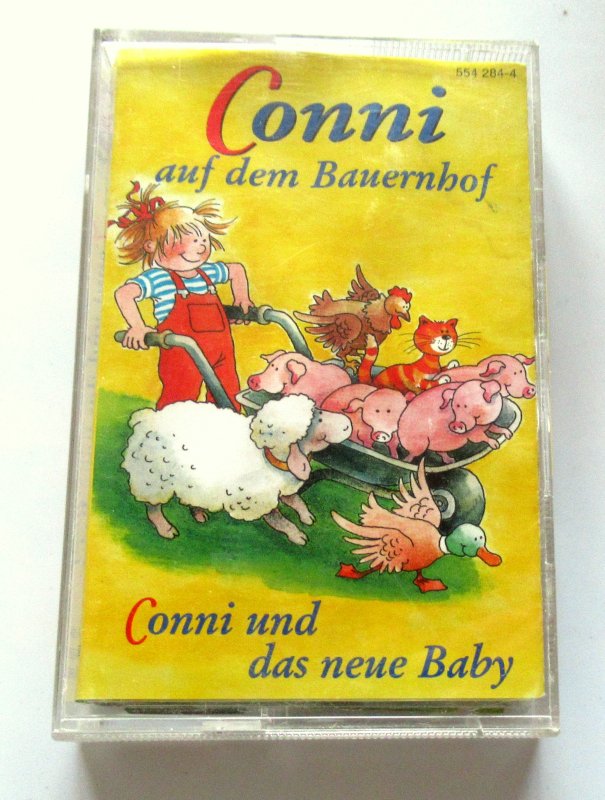 554 284-4
Conni
auf dem Bauernhof
Conni und
das neue Baby